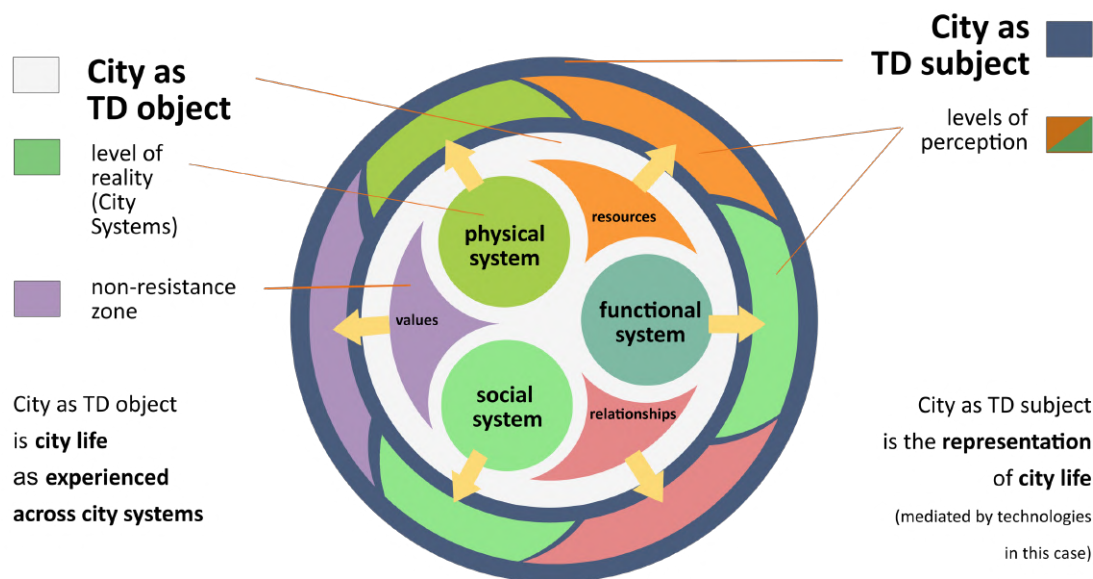 City as
TD object
level of
reality
(City
Systems)
non-resistance
zone
City as TD object
is city life
as experienced
across city systems
physical
system
resources
functional
system
values
social
system
relationships
City as
TD subject
levels of
perception
City as TD subject
is the representation
of city life
(mediated by technologies
in this case)